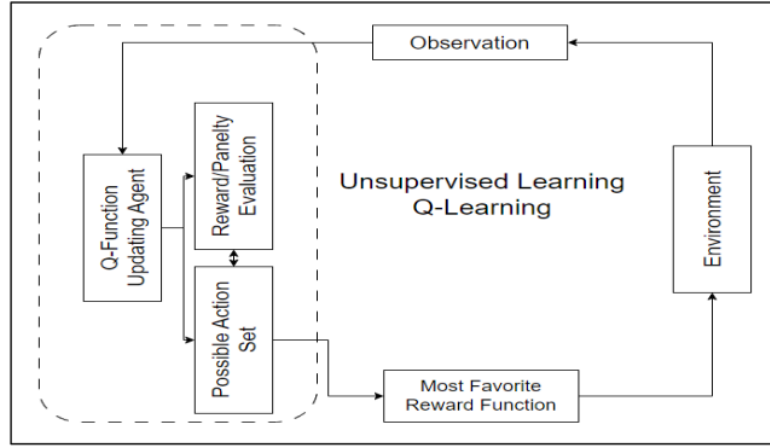 Observation
Q-Function
Updating Agent
Reward/Panelty
Evaluation
Possible Action
Set
Unsupervised Learning
Q-Learning
Most Favorite
Reward Function
Environment